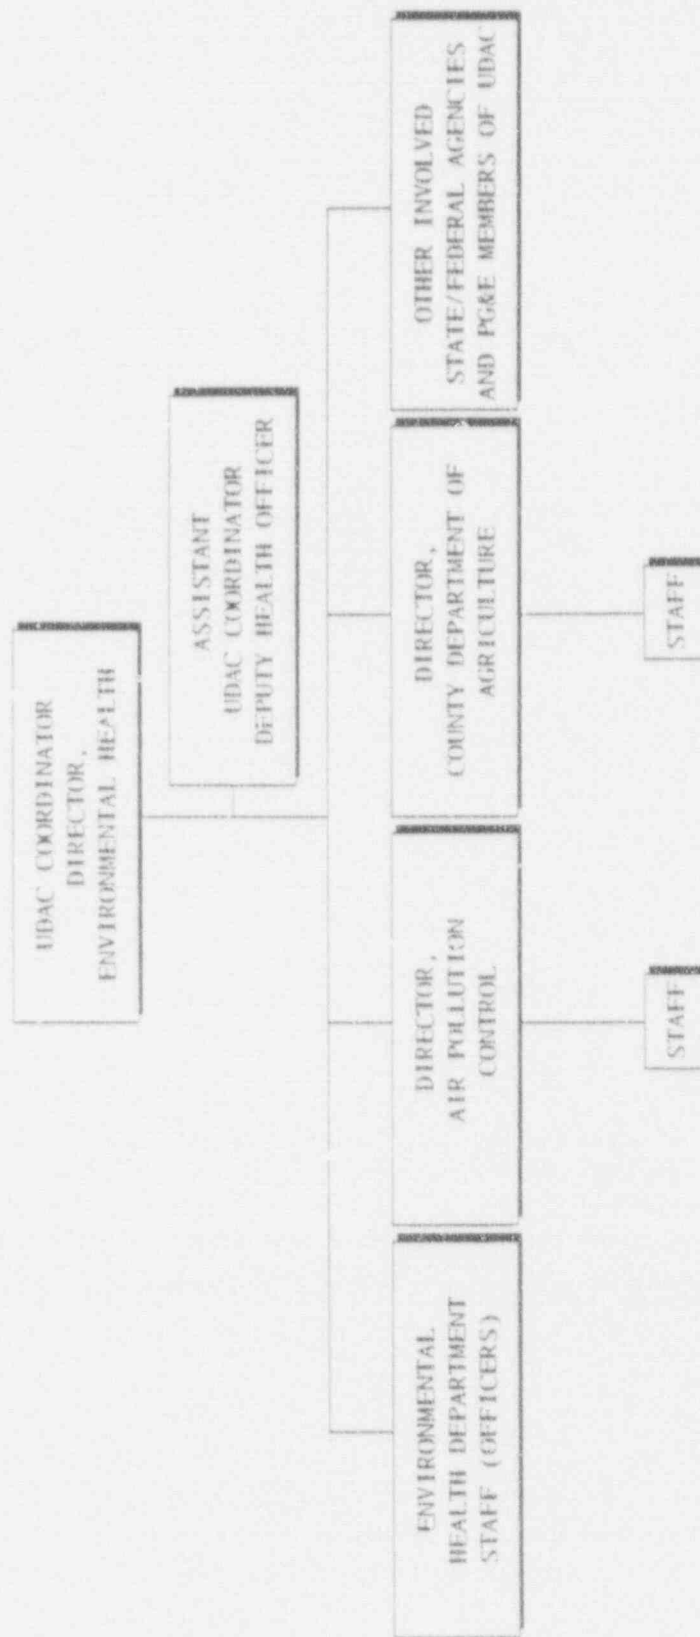 UDAC COORDINATOR
DIRECTOR,
ENVIRONMENTAL HEALTH
ASSISTANT
UDAC COORDINATOR
DEPUTY HEALTH OFFICER
ENVIRONMENTAL
HEALTH DEPARTMENT
STAFF (OFFICERS)
DIRECTOR,
AIR POLLUTION
CONTROL
DIRECTOR,
COUNTY DEPARTMENT OF
AGRICULTURE
OTHER INVOLVED
STATE/FEDERAL AGENCIES
AND PG&E MEMBERS OF UDAC
STAFF
STAFF